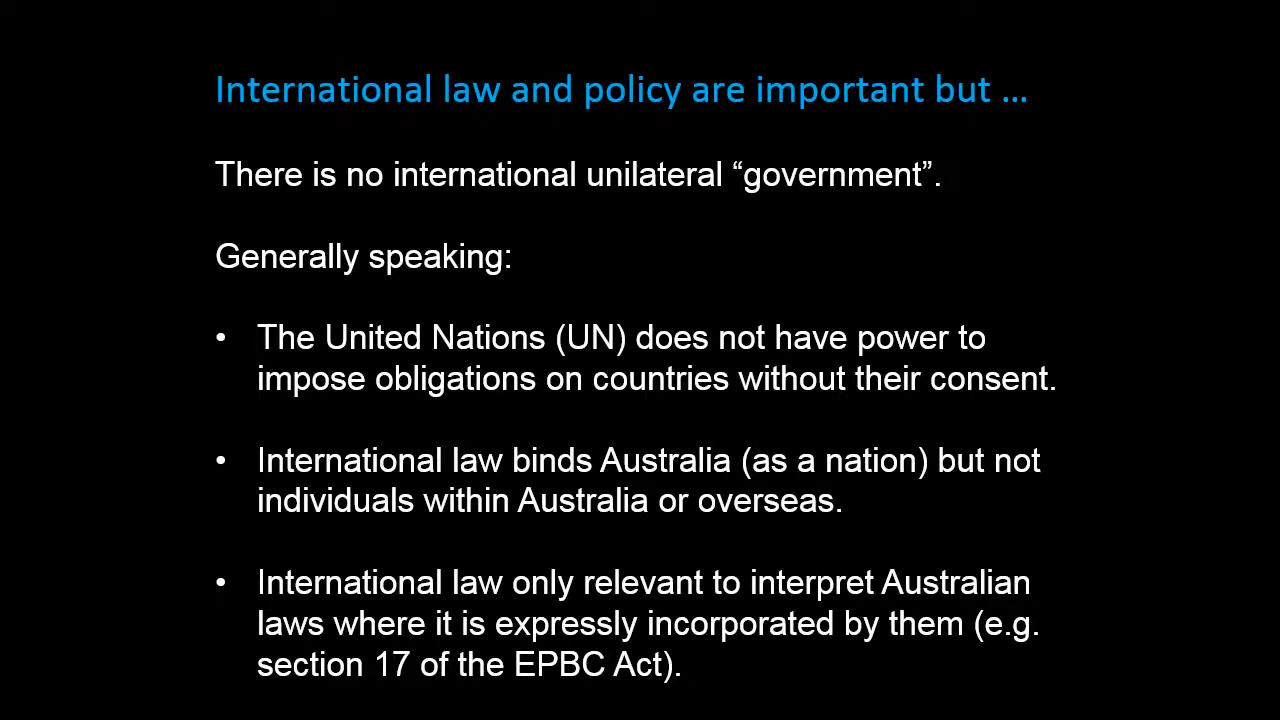 International law and policy are important but ...
There is no international unilateral “government”.
Generally speaking:
• The United Nations (UN) does not have power to
impose obligations on countries without their consent.
• International law binds Australia (as a nation) but not
individuals within Australia or overseas.
• International law only relevant to interpret Australian
laws where it is expressly incorporated by them (e.g.
section 17 of the EPBC Act).